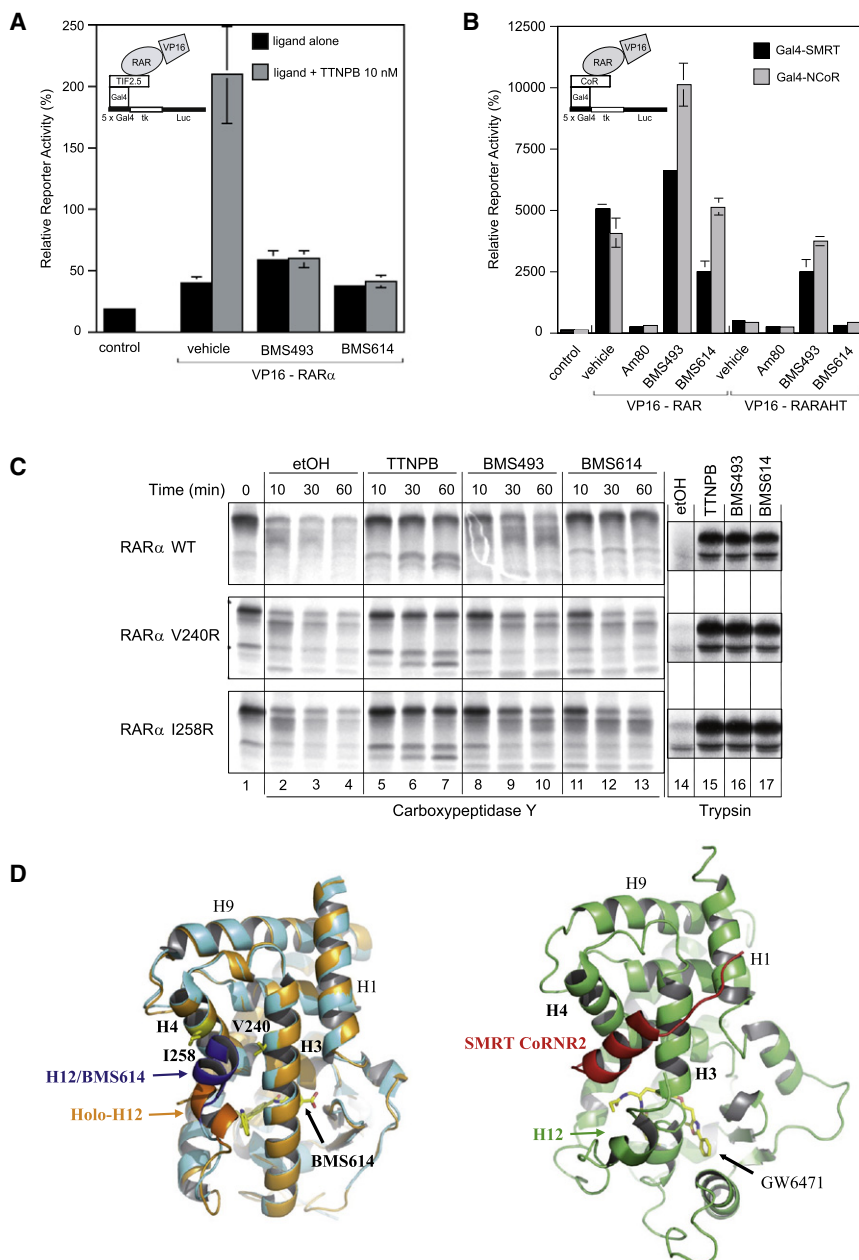 A
Relative Reporter Activity (%)
250
200
150
100
50
0
VP16
RAR
TIF2.5
Gal4
5 x Gal4 tk Luc
ligand alone
ligand + TTNPB 10 nM
control vehicle BMS493 BMS614
VP16 - RARα
B
Relative Reporter Activity (%)
12500
10000
7500
5000
2500
0
VP16
RAR
CoR
Gal4
5 x Gal4 tk Luc
Gal4-SMRT
Gal4-NCoR
control vehicle Am80 BMS493 BMS614 vehicle Am80 BMS493 BMS614
VP16 - RAR VP16 - RARAHT
C
etOH TTNPB BMS493 BMS614
etOH TTNPB BMS493 BMS614
Time (min) 0 10 30 60 10 30 60 10 30 60 10 30 60
RARα WT
RARα V240R
RARα I258R
1 2 3 4 5 6 7 8 9 10 11 12 13 14 15 16 17
Carboxypeptidase Y Trypsin
D
H9
H1
H4
V240
I258
H3
H12/BMS614
Holo-H12
BMS614
H9
H1
H4
SMRT CoRNR2
H3
H12
GW6471